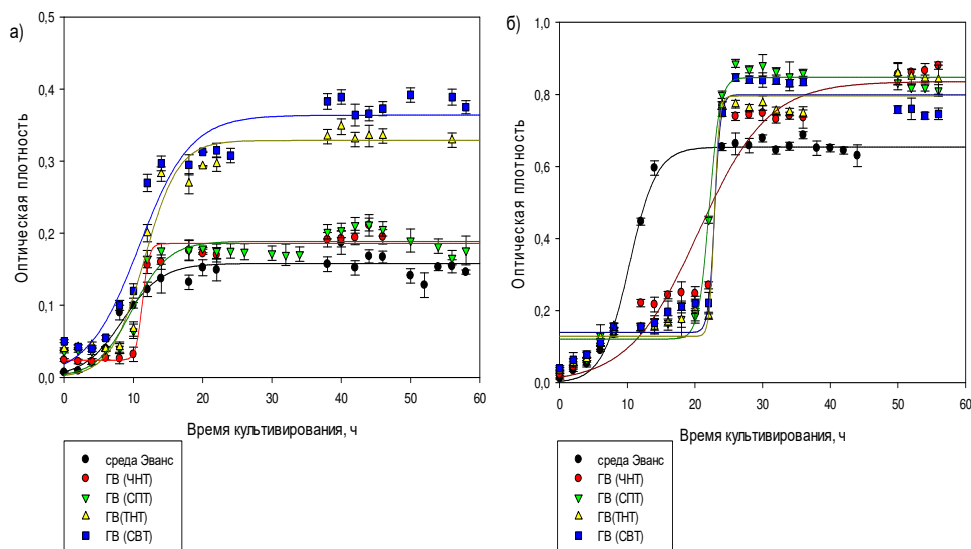 а)
Оптическая плотность
0,5
0,4
0,3
0,2
0,1
0,0
0 10 20 30 40 50 60
Время культивирования, ч
среда Эванс
ГВ (ЧНТ)
ГВ (СПТ)
ГВ(ТНТ)
ГВ (СВТ)
б)
Оптическая плотность
1,0
0,8
0,6
0,4
0,2
0,0
0 10 20 30 40 50 60
Время культивирования, ч
среда Эванс
ГВ (ЧНТ)
ГВ (СПТ)
ГВ(ТНТ)
ГВ (СВТ)